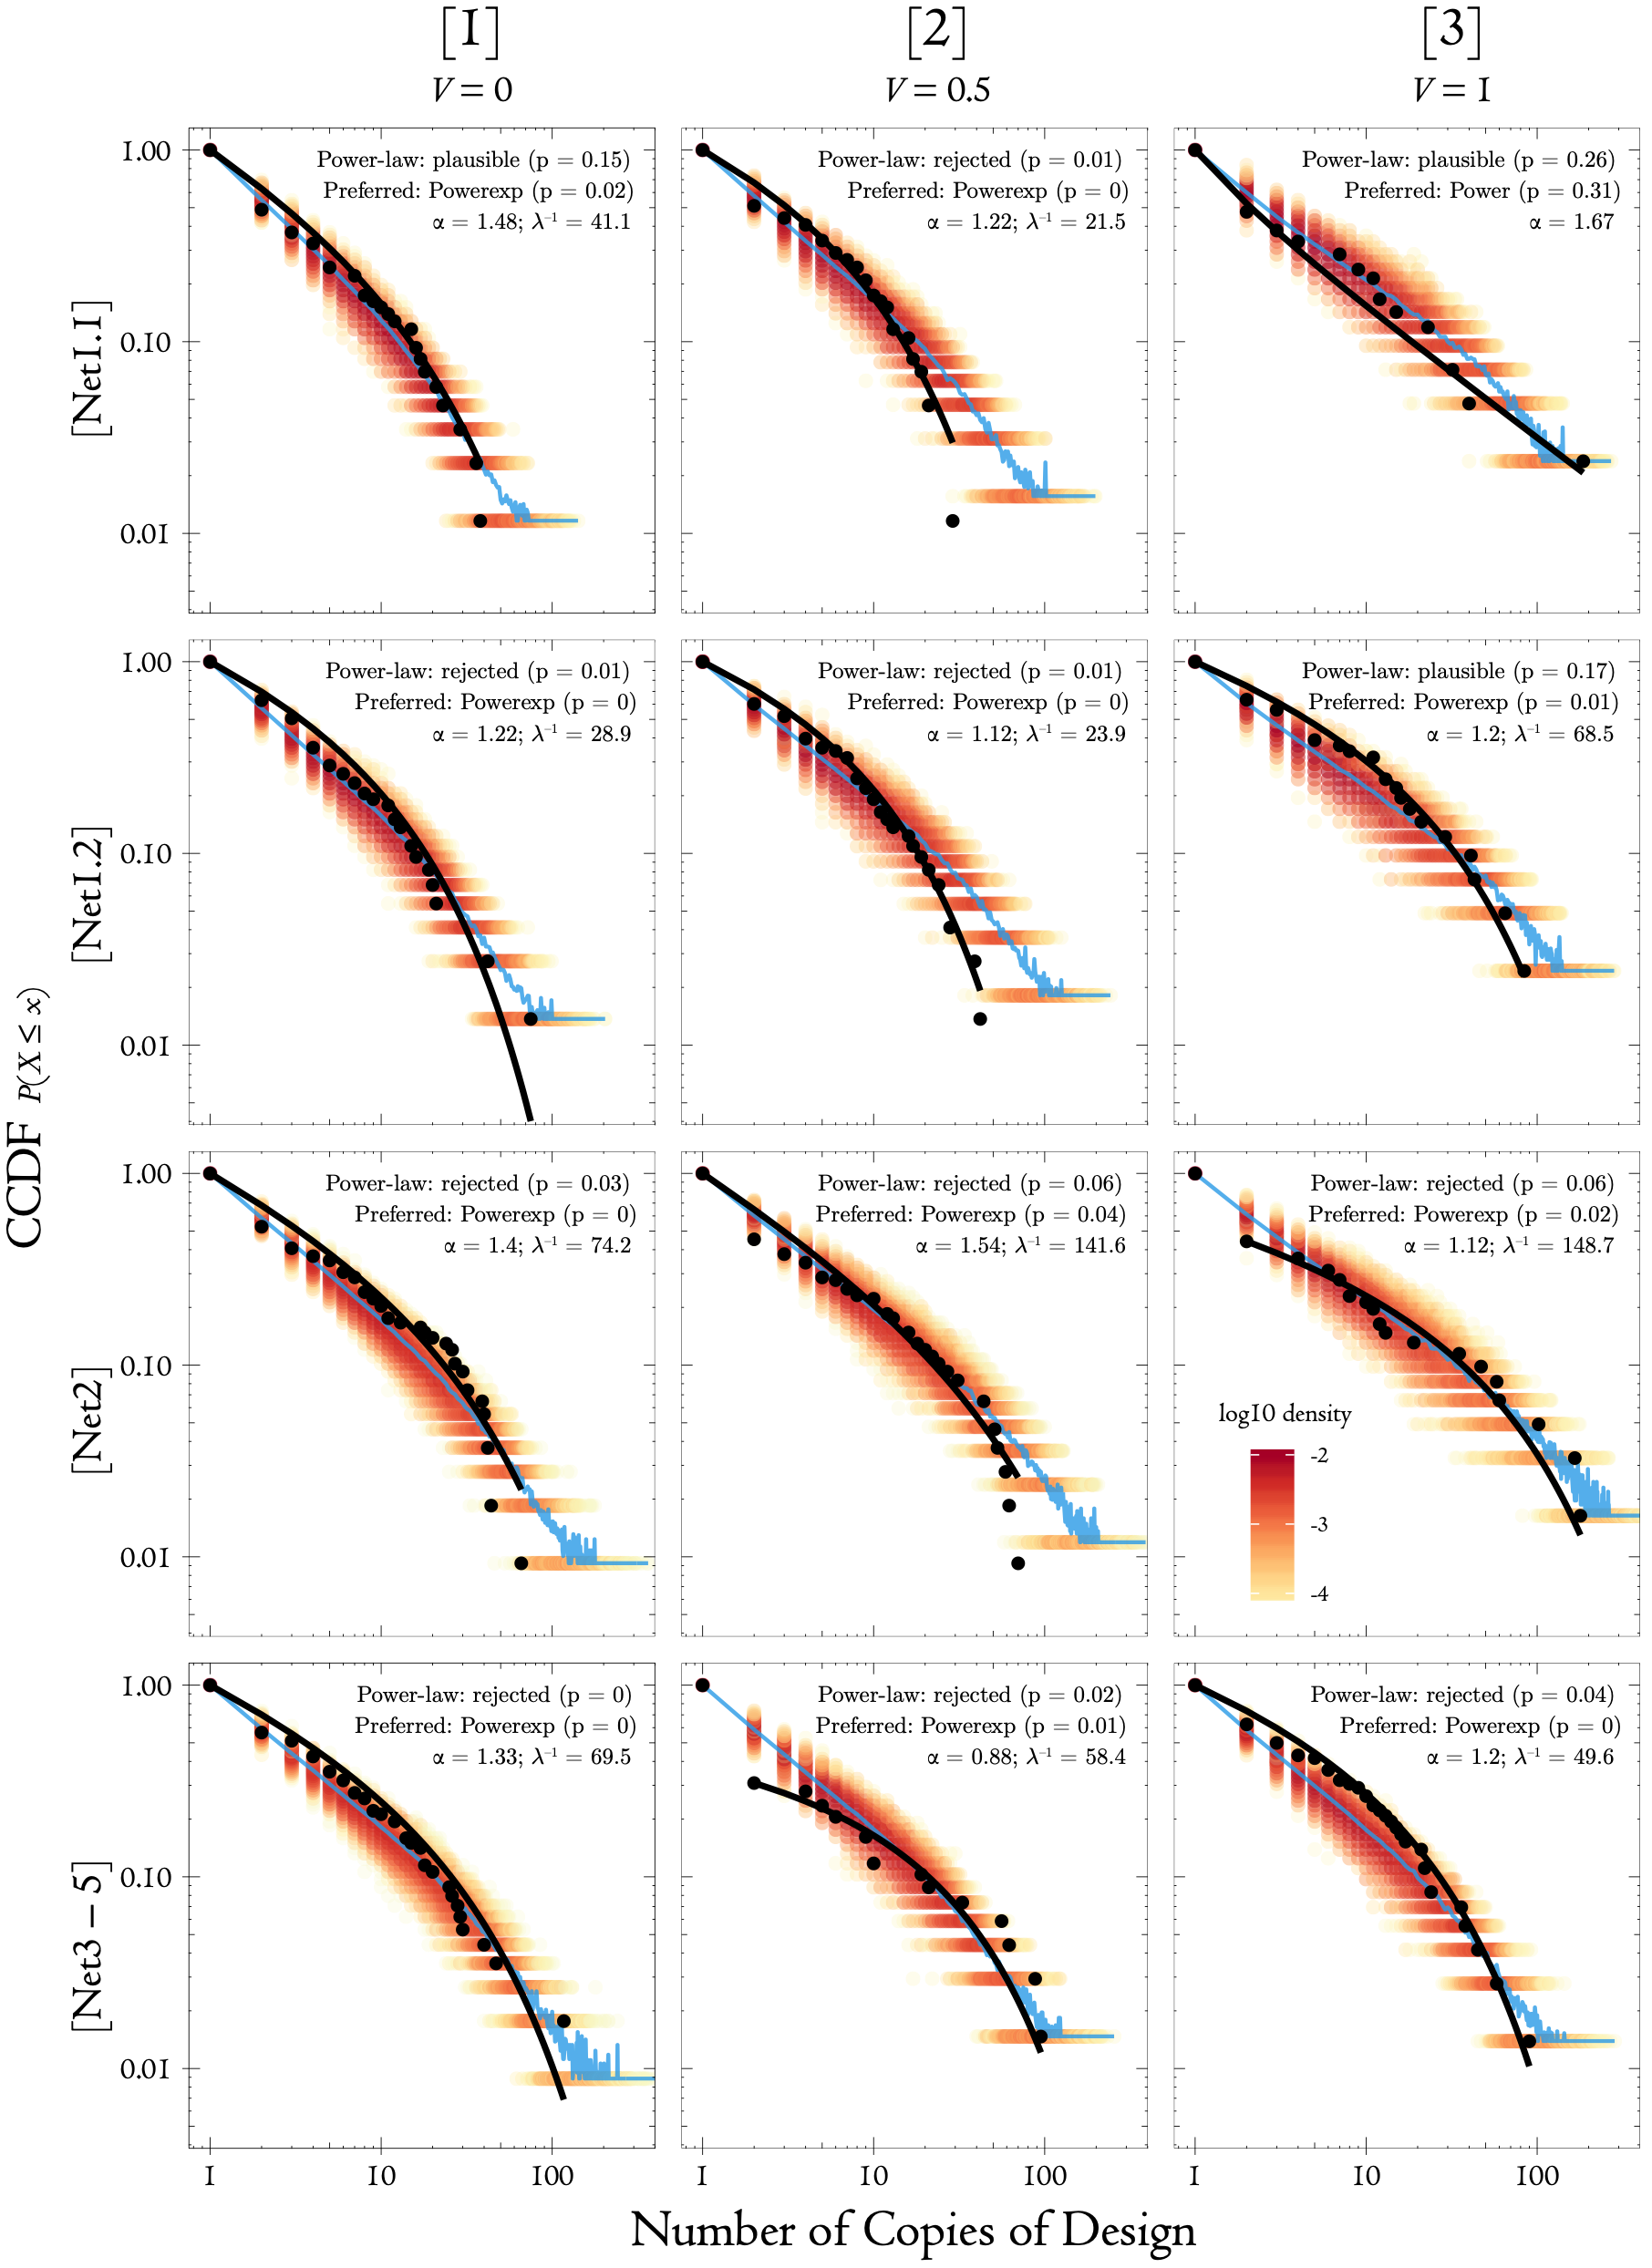 [1] [2] [3]
V = 0 V = 0.5 V = 1
CCDF P(X ≤ x)
[Net1.1]
1.00
0.10
0.01
Power-law: plausible (p = 0.15)
Preferred: Powerexp (p = 0.02)
α = 1.48; λ⁻¹ = 41.1
Power-law: rejected (p = 0.01)
Preferred: Powerexp (p = 0)
α = 1.22; λ⁻¹ = 21.5
Power-law: plausible (p = 0.26)
Preferred: Power (p = 0.31)
α = 1.67
[Net1.2]
1.00
0.10
0.01
Power-law: rejected (p = 0.01)
Preferred: Powerexp (p = 0)
α = 1.22; λ⁻¹ = 28.9
Power-law: rejected (p = 0.01)
Preferred: Powerexp (p = 0)
α = 1.12; λ⁻¹ = 23.9
Power-law: plausible (p = 0.17)
Preferred: Powerexp (p = 0.01)
α = 1.2; λ⁻¹ = 68.5
[Net2]
1.00
0.10
0.01
Power-law: rejected (p = 0.03)
Preferred: Powerexp (p = 0)
α = 1.4; λ⁻¹ = 74.2
Power-law: rejected (p = 0.06)
Preferred: Powerexp (p = 0.04)
α = 1.54; λ⁻¹ = 141.6
Power-law: rejected (p = 0.06)
Preferred: Powerexp (p = 0.02)
α = 1.12; λ⁻¹ = 148.7
log10 density
-2
-3
-4
[Net3 – 5]
1.00
0.10
0.01
Power-law: rejected (p = 0)
Preferred: Powerexp (p = 0)
α = 1.33; λ⁻¹ = 69.5
Power-law: rejected (p = 0.02)
Preferred: Powerexp (p = 0.01)
α = 0.88; λ⁻¹ = 58.4
Power-law: rejected (p = 0.04)
Preferred: Powerexp (p = 0)
α = 1.2; λ⁻¹ = 49.6
1 10 100 1 10 100 1 10 100
Number of Copies of Design